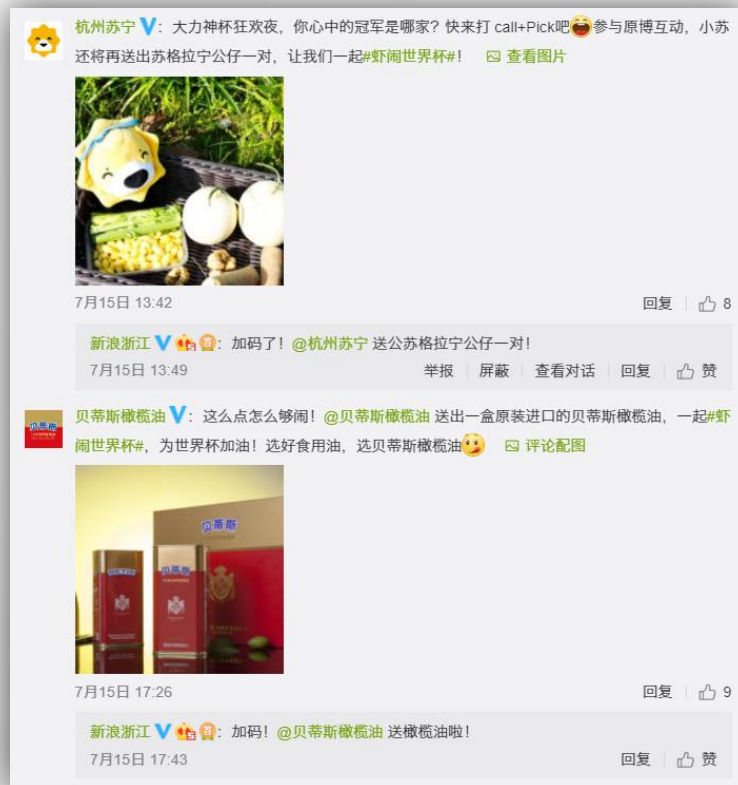 杭州苏宁 V：大力神杯狂欢夜，你心中的冠军是哪家？快来打 call+Pick吧 参与原博互动，小苏
还将再送出苏格拉宁公仔一对，让我们一起#虾闹世界杯#！ 查看图片
7月15日 13:42 回复 8
新浪浙江 V 答：加码了！@杭州苏宁 送公苏格拉宁公仔一对！
7月15日 13:49 举报 屏蔽 查看对话 回复 赞
贝蒂斯
贝蒂斯橄榄油 V：这么点怎么够闹！@贝蒂斯橄榄油 送出一盒原装进口的贝蒂斯橄榄油，一起#虾
闹世界杯#，为世界杯加油！选好食用油，选贝蒂斯橄榄油 评论配图
贝蒂斯
贝蒂斯
7月15日 17:26 回复 9
新浪浙江 V 答：加码！@贝蒂斯橄榄油 送橄榄油啦！
7月15日 17:43 回复 赞